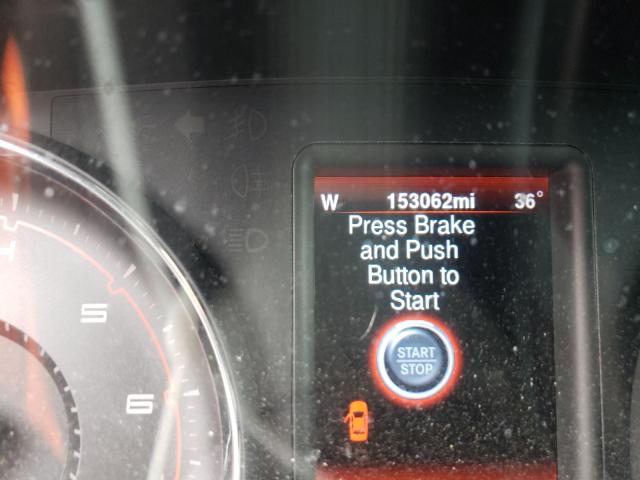 W 153062mi 36°
Press Brake
and Push
Button to
Start
START
STOP
5
6